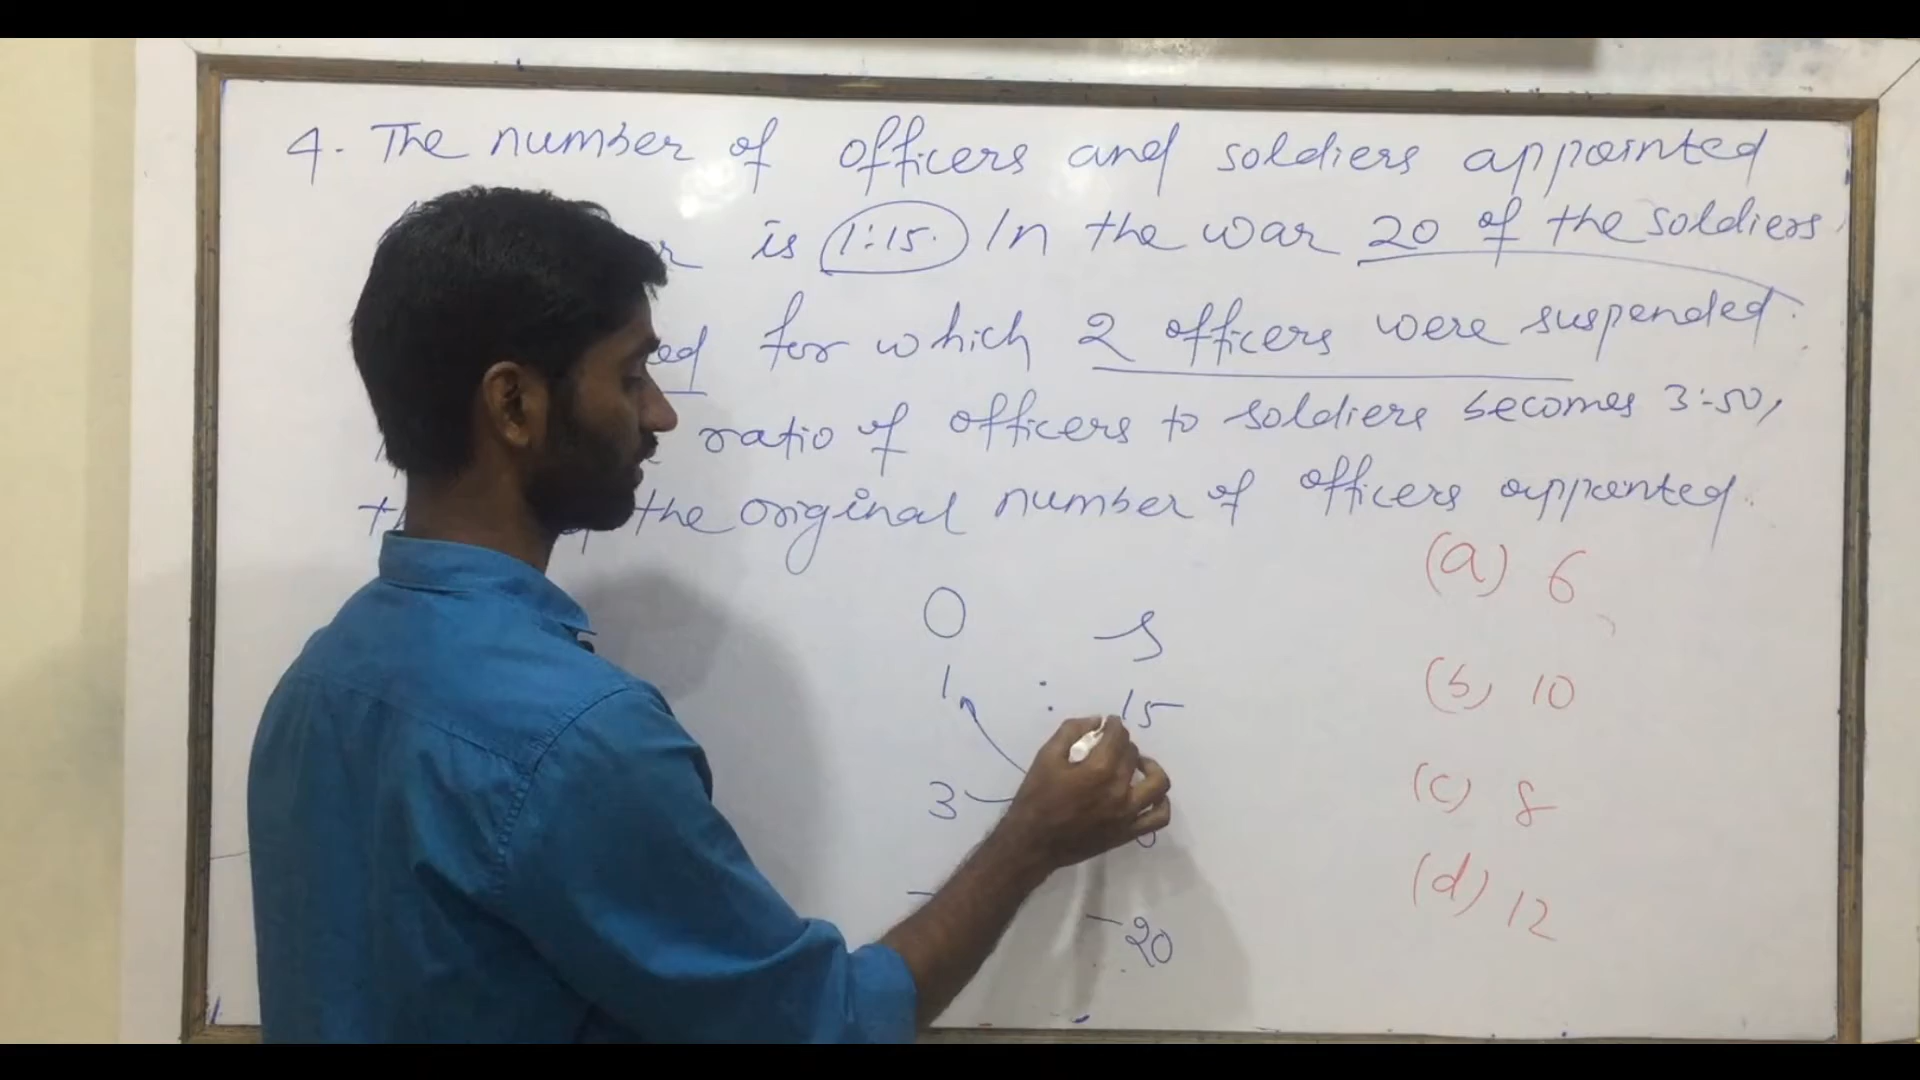 4. The number of officers and soldiers appointed
is 1:15. In the war 20 of the soldiers
for which 2 officers were suspended.
ratio of officers to soldiers becomes 3:50,
the original number of officers appointed.
(a) 6
(b) 10
(c) 8
(d) 12
O S
1 : 15
3
-20